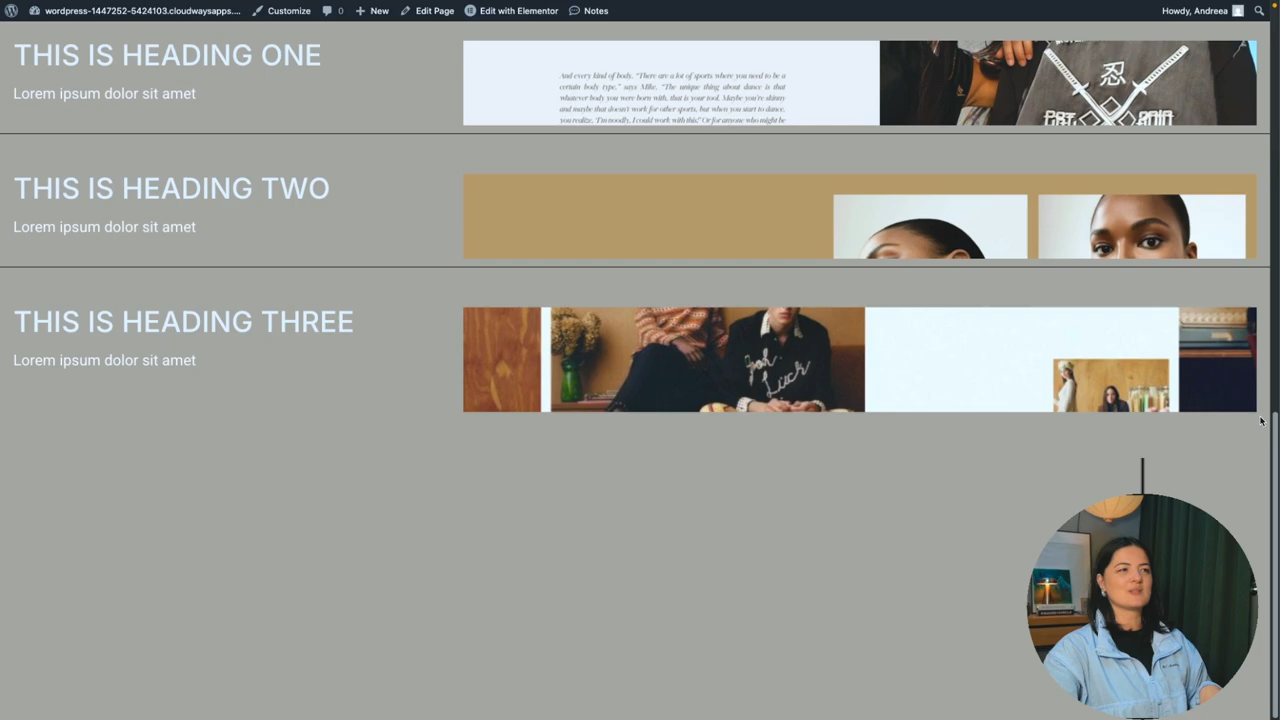 wordpress-1447252-5424103.cloudwaysapps.... Customize 0 New Edit Page Edit with Elementor Notes Howdy, Andreea
THIS IS HEADING ONE
Lorem ipsum dolor sit amet
And every kind of body. "There are a lot of sports where you need to be a
certain body type," says Mike. "The unique thing about dance is that
whatever body you were born with, that is your tool. Maybe you're skinny
and maybe that doesn't work for other sports, but when you start to dance,
you realize, 'I'm noodly, I could work with this!' Or for anyone who might be
忍
THIS IS HEADING TWO
Lorem ipsum dolor sit amet
THIS IS HEADING THREE
Lorem ipsum dolor sit amet